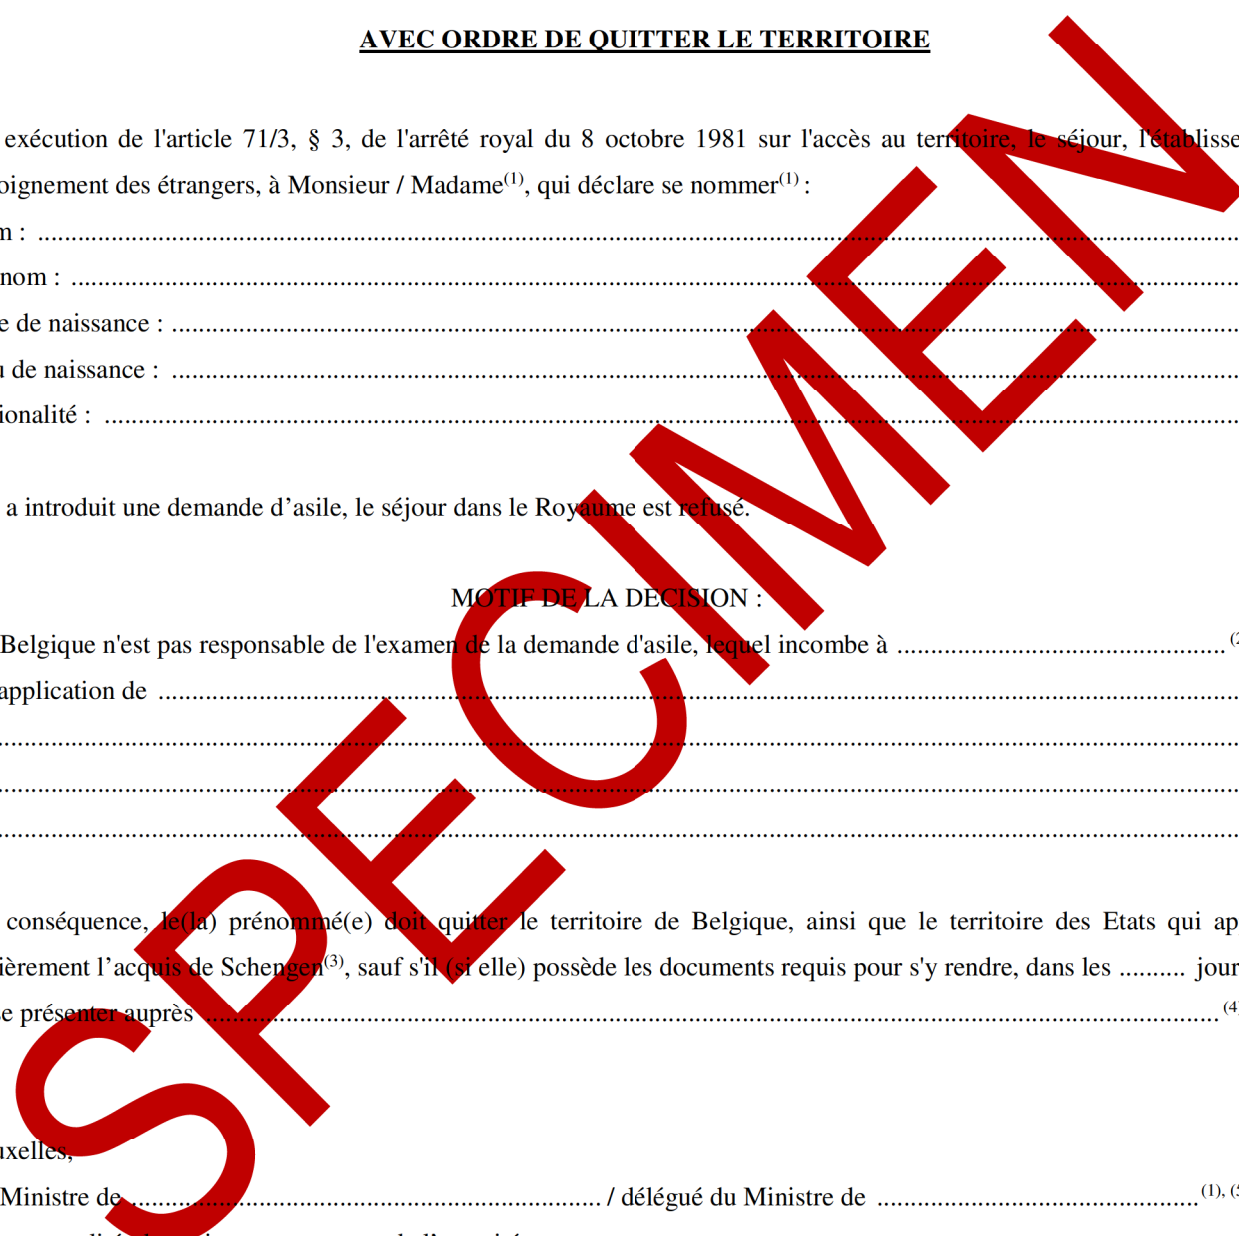 AVEC ORDRE DE QUITTER LE TERRITOIRE
exécution de l'article 71/3, § 3, de l'arrêté royal du 8 octobre 1981 sur l'accès au territoire, le séjour, l'établisse
oignement des étrangers, à Monsieur / Madame(1), qui déclare se nommer(1) :
m : ........................................
nom : ........................................
e de naissance : ........................................
u de naissance : ........................................
ionalité : ........................................
a introduit une demande d’asile, le séjour dans le Royaume est refusé.
MOTIF DE LA DECISION :
Belgique n'est pas responsable de l'examen de la demande d'asile, lequel incombe à ........................................ (2
application de ........................................
........................................
........................................
........................................
conséquence, le(la) prénommé(e) doit quitter le territoire de Belgique, ainsi que le territoire des Etats qui ap
ièrement l’acquis de Schengen(3), sauf s'il (si elle) possède les documents requis pour s'y rendre, dans les .......... jour
se présenter auprès ........................................ (4)
uxelles,
Ministre de ........................................ / délégué du Ministre de ........................................ (1), (5
SPECIMEN